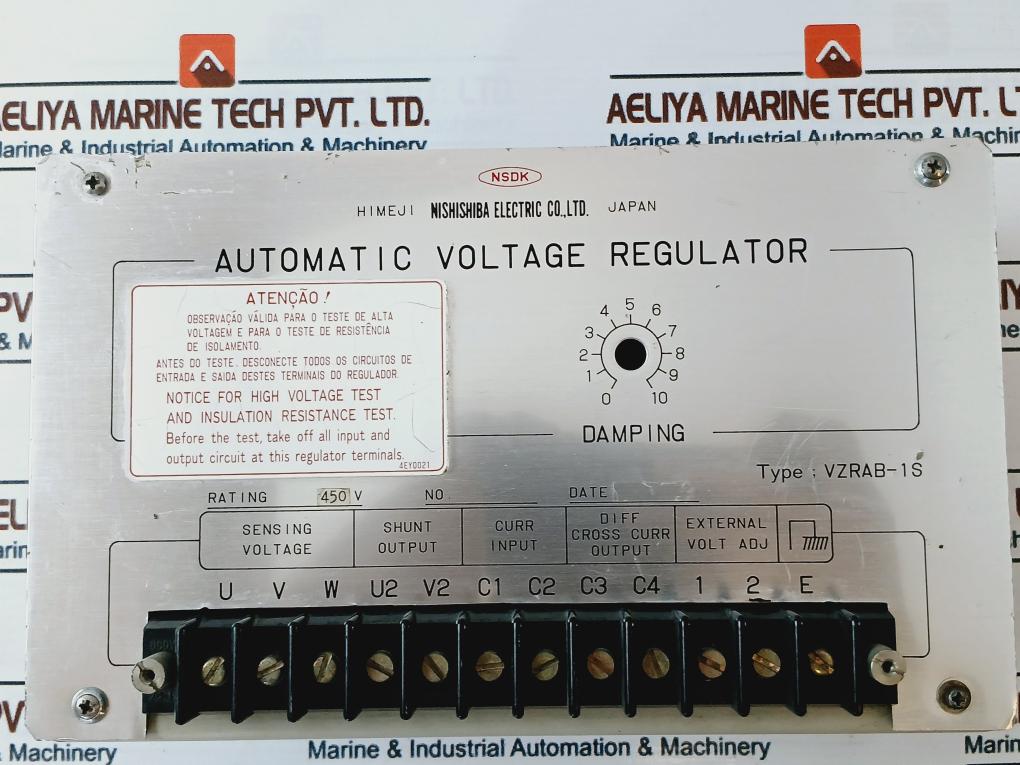 AELIYA MARINE TECH PVT. LTD.
Marine & Industrial Automation & Machinery
AELIYA MARINE TECH PVT. LT
Marine & Industrial Automation & Machin
NSDK
HIMEJI NISHISHIBA ELECTRIC CO.,LTD. JAPAN
AUTOMATIC VOLTAGE REGULATOR
ATENÇÃO!
OBSERVAÇÃO VÁLIDA PARA O TESTE DE ALTA
VOLTAGEM E PARA O TESTE DE RESISTÊNCIA
DE ISOLAMENTO.
ANTES DO TESTE. DESCONECTE TODOS OS CIRCUITOS DE
ENTRADA E SAIDA DESTES TERMINAIS DO REGULADOR.
NOTICE FOR HIGH VOLTAGE TEST
AND INSULATION RESISTANCE TEST.
Before the test, take off all input and
output circuit at this regulator terminals.
4EY0021
0 1 2 3 4 5 6 7 8 9 10
DAMPING
Type : VZRAB-1S
RATING 450 V NO. DATE
SENSING VOLTAGE
SHUNT OUTPUT
CURR INPUT
DIFF CROSS CURR OUTPUT
EXTERNAL VOLT ADJ
U V W U2 V2 C1 C2 C3 C4 1 2 E
& Machinery
Marine & Industrial Automation & Machinery
Marin